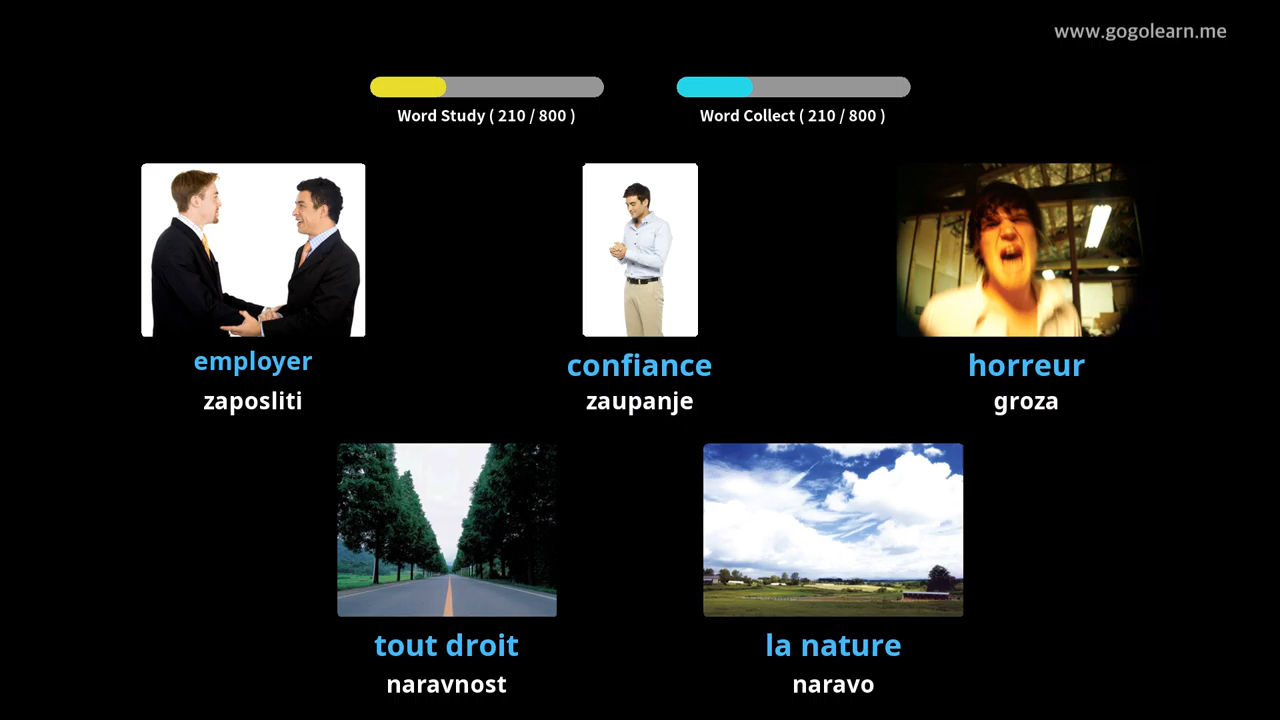 www.gogolearn.me
Word Study ( 210 / 800 )
Word Collect ( 210 / 800 )
employer
zaposliti
confiance
zaupanje
horreur
groza
tout droit
naravnost
la nature
naravo